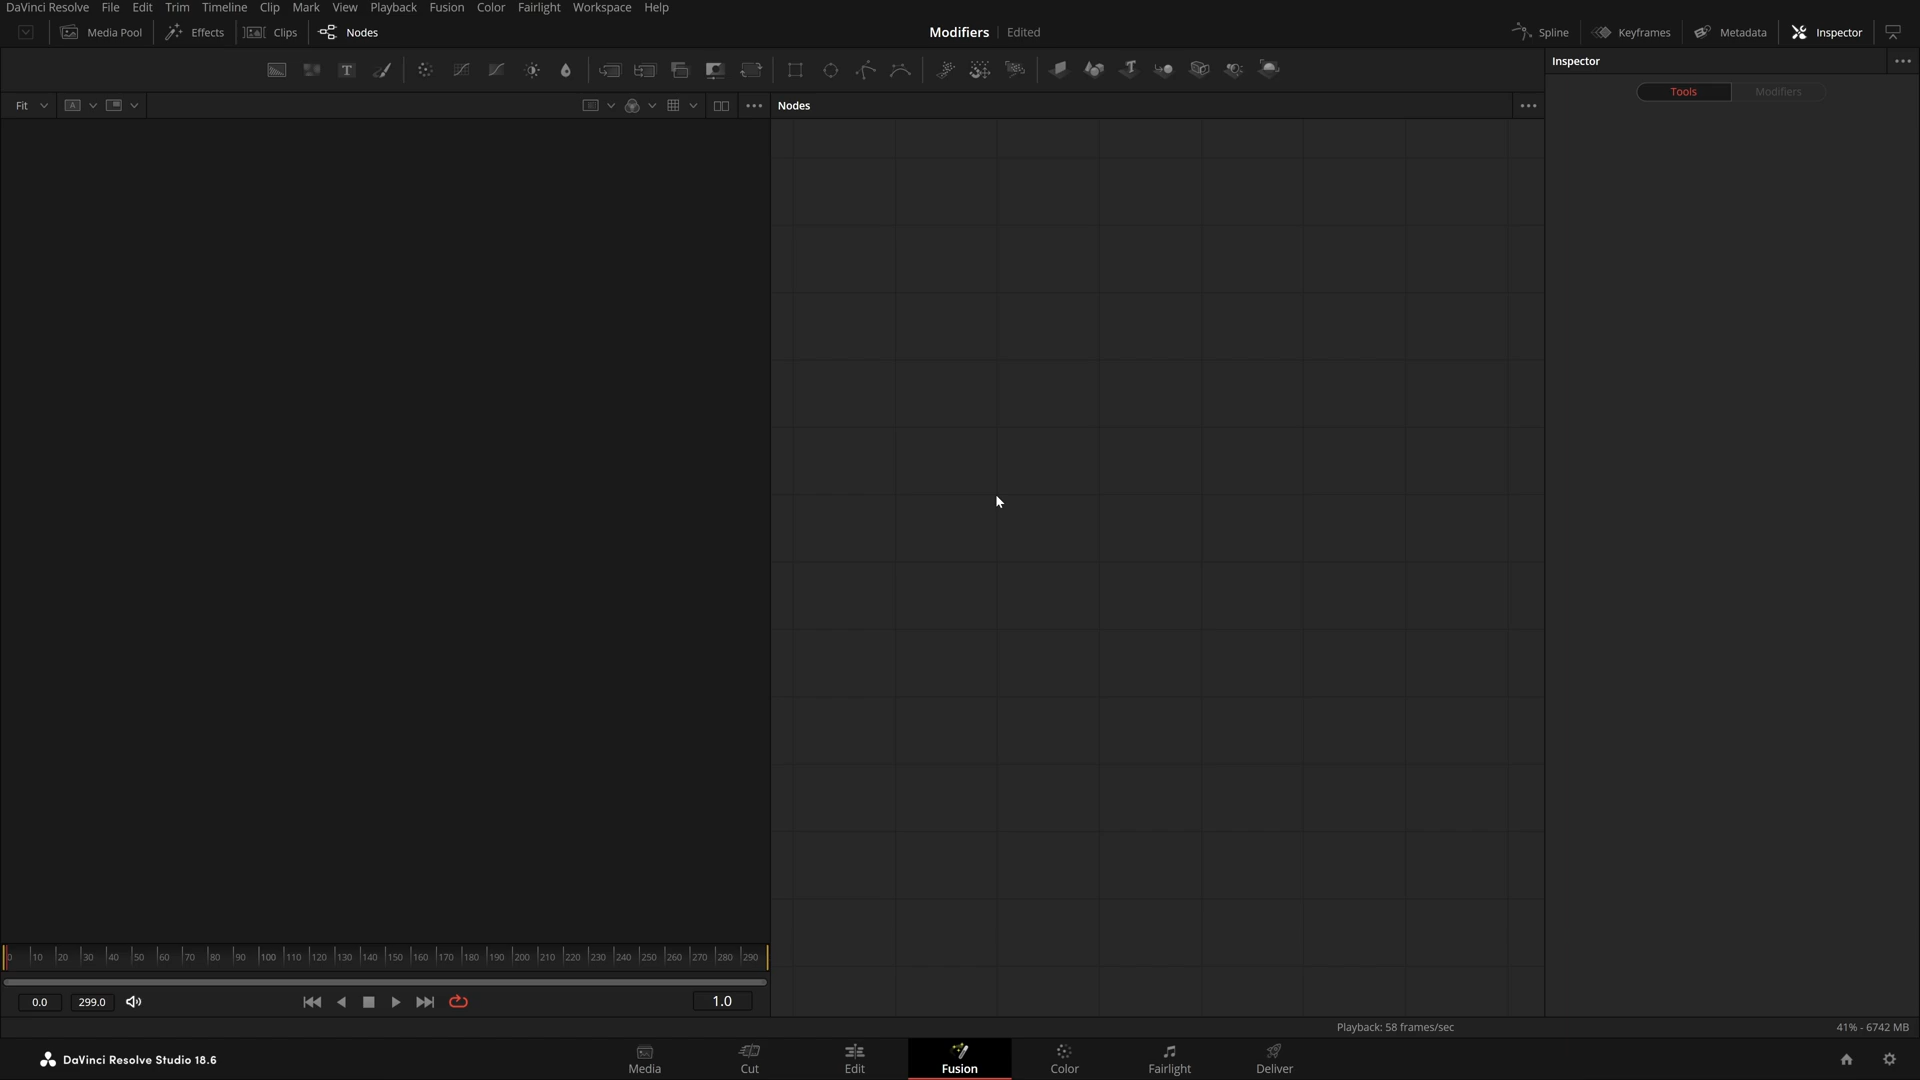 DaVinci Resolve File Edit Trim Timeline Clip Mark View Playback Fusion Color Fairlight Workspace Help
Media Pool Effects Clips Nodes Modifiers Edited Spline Keyframes Metadata Inspector
T T
Inspector
Tools Modifiers
Fit A Nodes
0 10 20 30 40 50 60 70 80 90 100 110 120 130 140 150 160 170 180 190 200 210 220 230 240 250 260 270 280 290
0.0 299.0 1.0
Playback: 58 frames/sec 41% - 6742 MB
DaVinci Resolve Studio 18.6 Media Cut Edit Fusion Color Fairlight Deliver